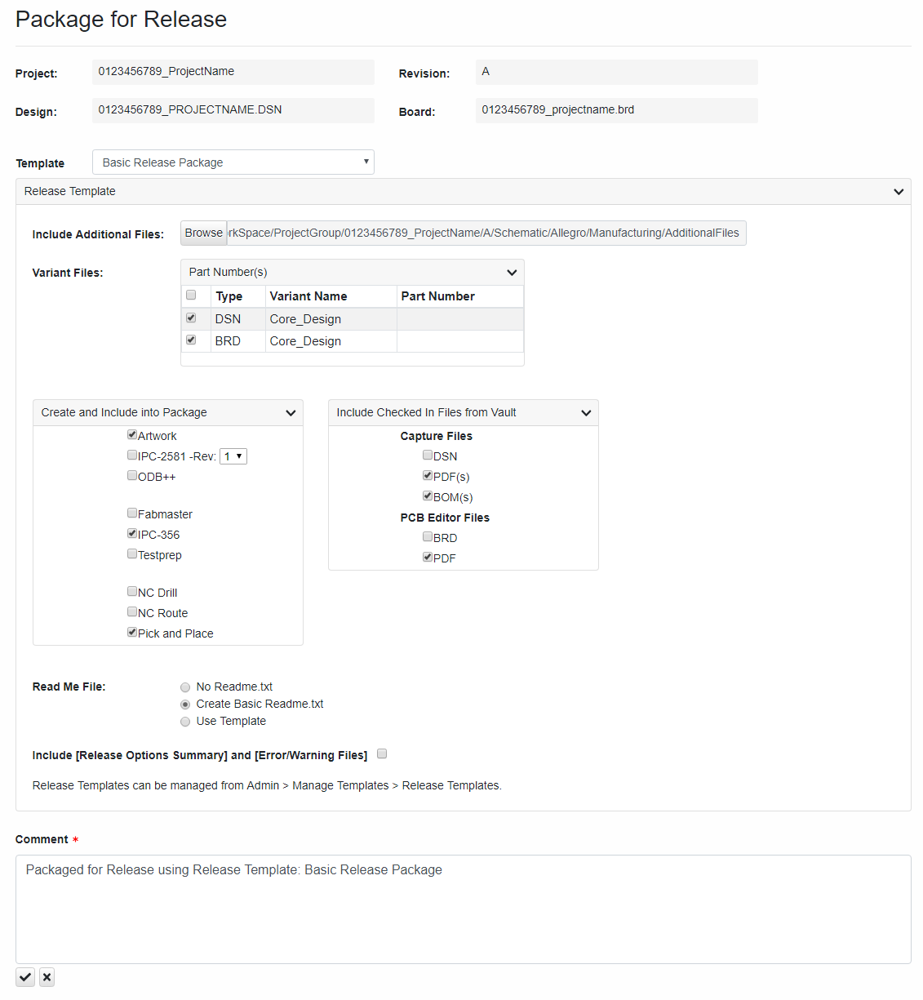 Package for Release
Project: 0123456789_ProjectName Revision: A
Design: 0123456789_PROJECTNAME.DSN Board: 0123456789_projectname.brd
Template Basic Release Package
Release Template
Include Additional Files: Browse rkSpace/ProjectGroup/0123456789_ProjectName/A/Schematic/Allegro/Manufacturing/AdditionalFiles
Variant Files: Part Number(s)
Type Variant Name Part Number
DSN Core_Design
BRD Core_Design
Create and Include into Package
Artwork
IPC-2581 -Rev: 1
ODB++
Fabmaster
IPC-356
Testprep
NC Drill
NC Route
Pick and Place
Include Checked In Files from Vault
Capture Files
DSN
PDF(s)
BOM(s)
PCB Editor Files
BRD
PDF
Read Me File: No Readme.txt
Create Basic Readme.txt
Use Template
Include [Release Options Summary] and [Error/Warning Files]
Release Templates can be managed from Admin > Manage Templates > Release Templates.
Comment *
Packaged for Release using Release Template: Basic Release Package